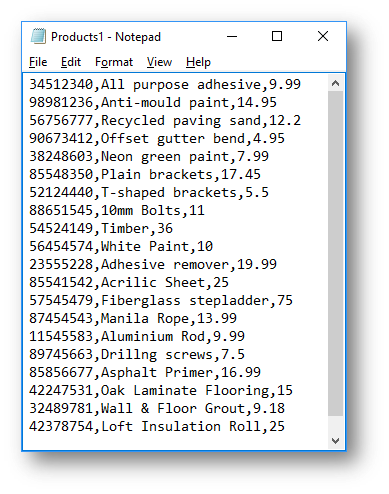 Products1 - Notepad
File Edit Format View Help
34512340,All purpose adhesive,9.99
98981236,Anti-mould paint,14.95
56756777,Recycled paving sand,12.2
90673412,Offset gutter bend,4.95
38248603,Neon green paint,7.99
85548350,Plain brackets,17.45
52124440,T-shaped brackets,5.5
88651545,10mm Bolts,11
54524149,Timber,36
56454574,White Paint,10
23555228,Adhesive remover,19.99
85541542,Acrilic Sheet,25
57545479,Fiberglass stepladder,75
87454543,Manila Rope,13.99
11545583,Aluminium Rod,9.99
89745663,Drillng screws,7.5
85856677,Asphalt Primer,16.99
42247531,Oak Laminate Flooring,15
32489781,Wall & Floor Grout,9.18
42378754,Loft Insulation Roll,25